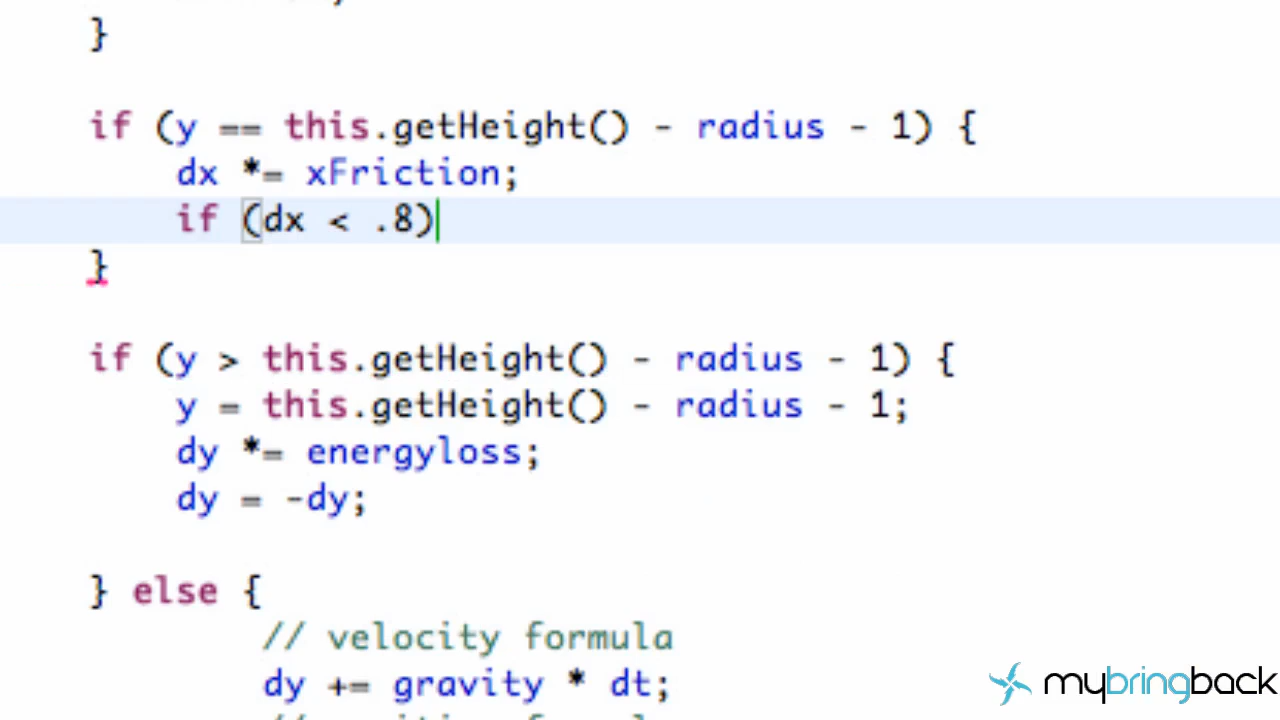 }
if (y == this.getHeight() - radius - 1) {
dx *= xFriction;
if (dx < .8)
}
if (y > this.getHeight() - radius - 1) {
y = this.getHeight() - radius - 1;
dy *= energyloss;
dy = -dy;
} else {
// velocity formula
dy += gravity * dt;
mybringback